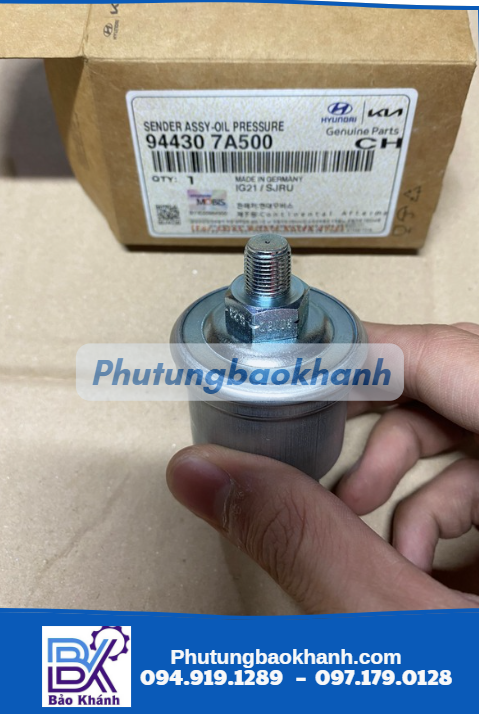 HYUNDAI KIA
Genuine Parts
SENDER ASSY-OIL PRESSURE
94430 7A500
CH
QTY: 1
MADE IN GERMANY
IG21 / SJRU
MOBIS
Phutungbaokhanh
BK
Bảo Khánh
Phutungbaokhanh.com
094.919.1289 - 097.179.0128